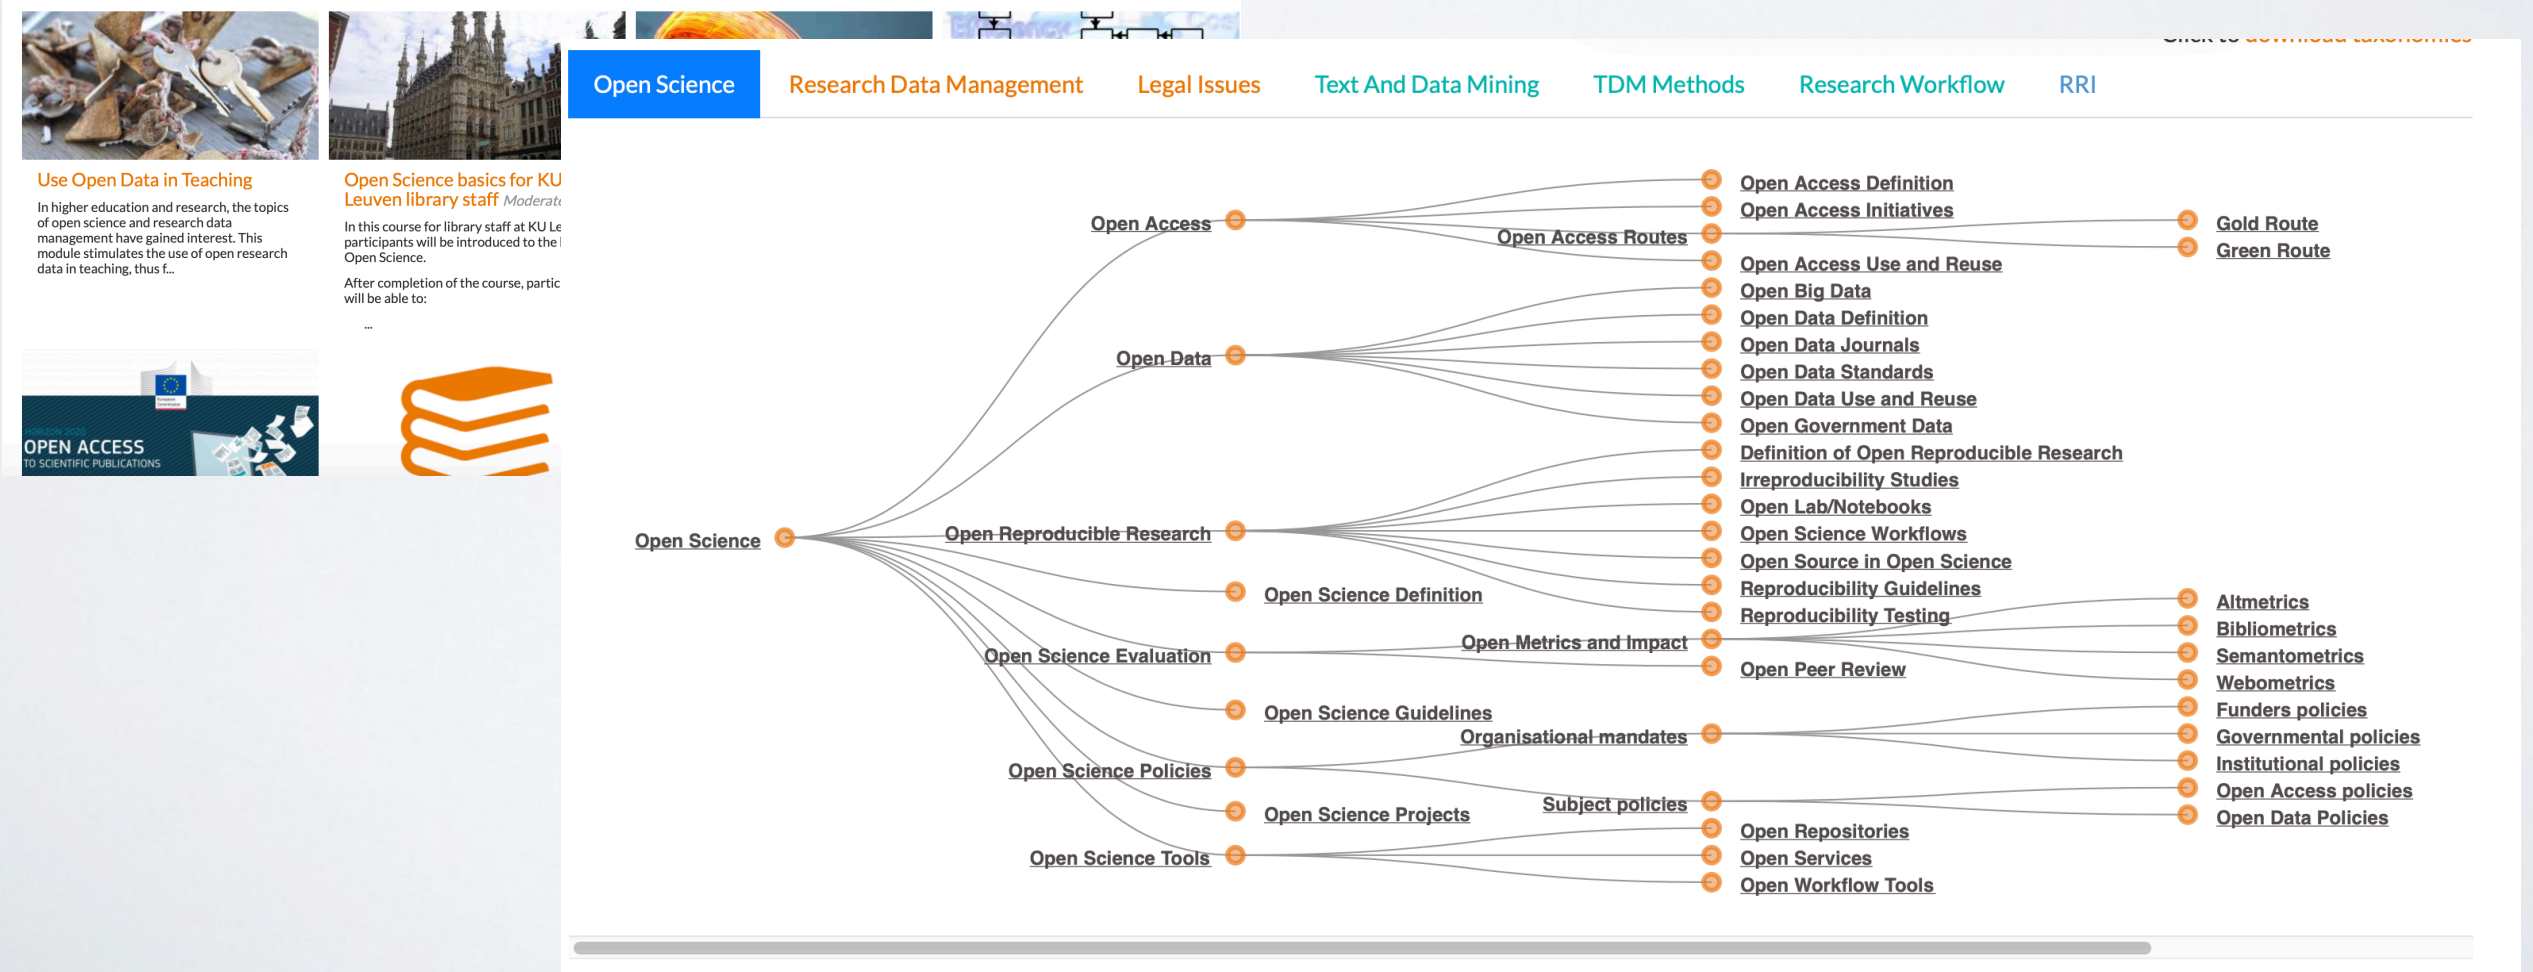 Efficiency
Cost
Click to download taxonomies
Open Science
Research Data Management
Legal Issues
Text And Data Mining
TDM Methods
Research Workflow
RRI
Use Open Data in Teaching
In higher education and research, the topics
of open science and research data
management have gained interest. This
module stimulates the use of open research
data in teaching, thus f...
Open Science basics for KU
Leuven library staff Moderate
In this course for library staff at KU Le
participants will be introduced to the
Open Science.
After completion of the course, partic
will be able to:
...
European
Commission
HORIZON 2020
OPEN ACCESS
TO SCIENTIFIC PUBLICATIONS
Open Science
Open Access
Open Data
Open Reproducible Research
Open Science Definition
Open Science Evaluation
Open Science Guidelines
Open Science Policies
Open Science Projects
Open Science Tools
Open Access Definition
Open Access Initiatives
Open Access Routes
Open Access Use and Reuse
Open Big Data
Open Data Definition
Open Data Journals
Open Data Standards
Open Data Use and Reuse
Open Government Data
Definition of Open Reproducible Research
Irreproducibility Studies
Open Lab/Notebooks
Open Science Workflows
Open Source in Open Science
Reproducibility Guidelines
Reproducibility Testing
Open Metrics and Impact
Open Peer Review
Organisational mandates
Subject policies
Open Repositories
Open Services
Open Workflow Tools
Gold Route
Green Route
Altmetrics
Bibliometrics
Semantometrics
Webometrics
Funders policies
Governmental policies
Institutional policies
Open Access policies
Open Data Policies